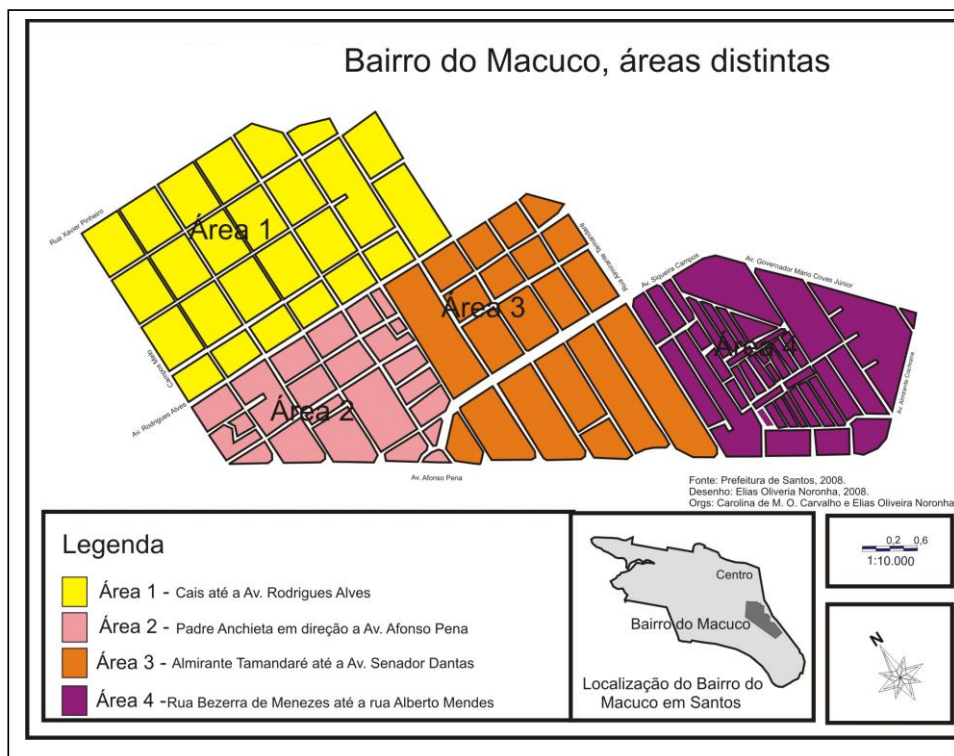 Bairro do Macuco, áreas distintas
Rua Xavier Pinheiro
Área 1
Campos Melo
Av. Rodrigues Alves
Área 2
Av. Afonso Pena
Área 3
Rua Almirante Tamandaré
Av. Siqueira Campos
Av. Governador Mário Covas Júnior
Área 4
Av. Almirante Cochrane
Fonte: Prefeitura de Santos, 2008.
Desenho: Elias Oliveria Noronha, 2008.
Orgs: Carolina de M. O. Carvalho e Elias Oliveira Noronha
Legenda
Área 1 - Cais até a Av. Rodrigues Alves
Área 2 - Padre Anchieta em direção a Av. Afonso Pena
Área 3 - Almirante Tamandaré até a Av. Senador Dantas
Área 4 -Rua Bezerra de Menezes até a rua Alberto Mendes
Centro
Bairro do Macuco
Localização do Bairro do
Macuco em Santos
0,2 0,6
1:10.000
N